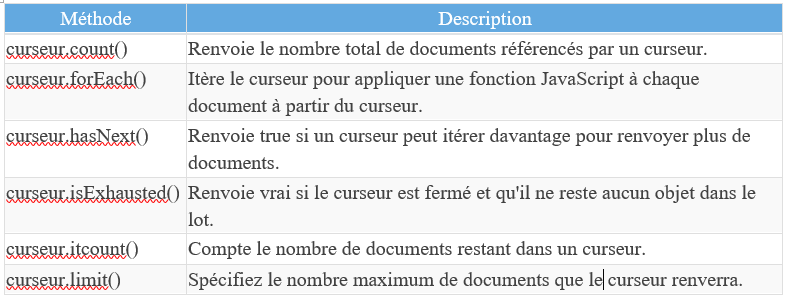 Méthode Description
curseur.count() Renvoie le nombre total de documents référencés par un curseur.
curseur.forEach() Itère le curseur pour appliquer une fonction JavaScript à chaque
document à partir du curseur.
curseur.hasNext() Renvoie true si un curseur peut itérer davantage pour renvoyer plus de
documents.
curseur.isExhausted() Renvoie vrai si le curseur est fermé et qu'il ne reste aucun objet dans le
lot.
curseur.itcount() Compte le nombre de documents restant dans un curseur.
curseur.limit() Spécifiez le nombre maximum de documents que le curseur renverra.